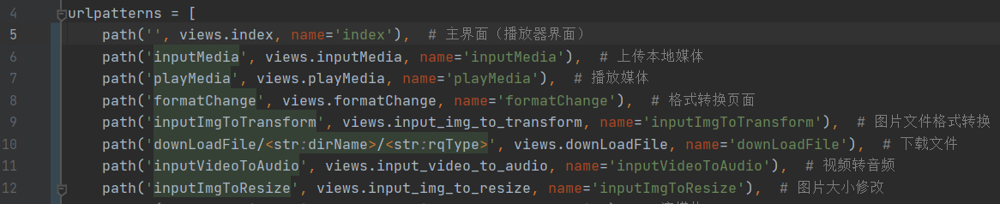 4 urlpatterns = [
5 path('', views.index, name='index'), # 主界面（播放器界面）
6 path('inputMedia', views.inputMedia, name='inputMedia'), # 上传本地媒体
7 path('playMedia', views.playMedia, name='playMedia'), # 播放媒体
8 path('formatChange', views.formatChange, name='formatChange'), # 格式转换页面
9 path('inputImgToTransform', views.input_img_to_transform, name='inputImgToTransform'), # 图片文件格式转换
10 path('downLoadFile/<str:dirName>/<str:rqType>', views.downLoadFile, name='downLoadFile'), # 下载文件
11 path('inputVideoToAudio', views.input_video_to_audio, name='inputVideoToAudio'), # 视频转音频
12 path('inputImgToResize', views.input_img_to_resize, name='inputImgToResize'), # 图片大小修改